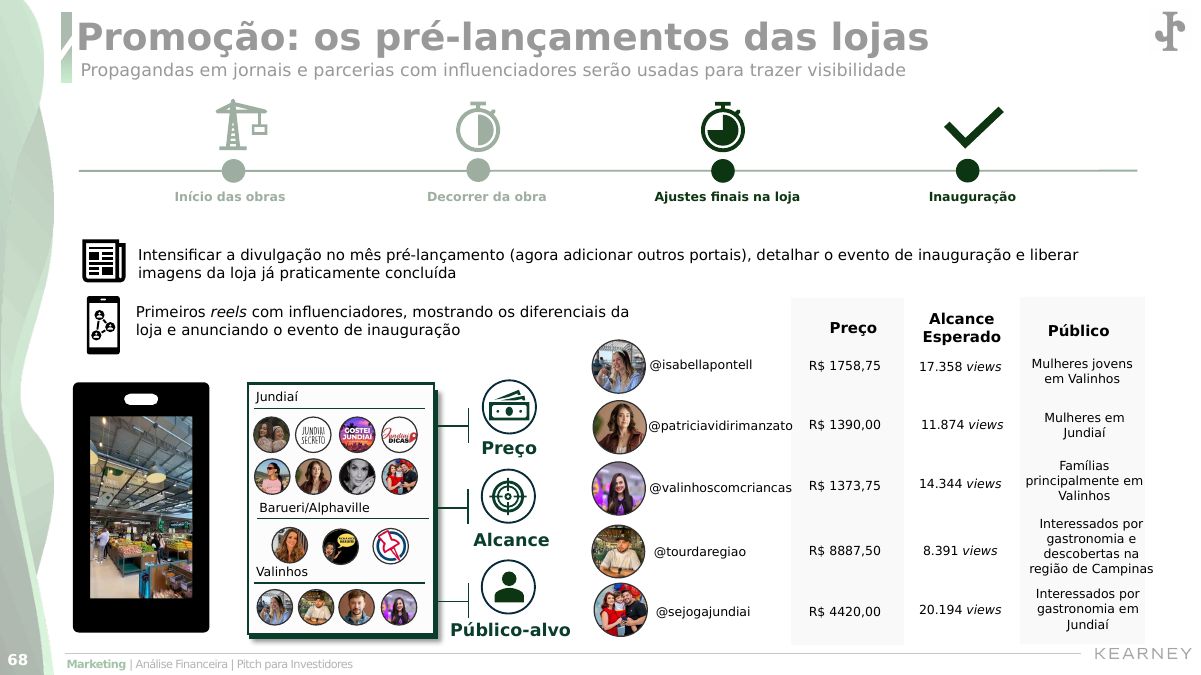 Promoção: os pré-lançamentos das lojas
Propagandas em jornais e parcerias com influenciadores serão usadas para trazer visibilidade
Início das obras
Decorrer da obra
Ajustes finais na loja
Inauguração
Intensificar a divulgação no mês pré-lançamento (agora adicionar outros portais), detalhar o evento de inauguração e liberar
imagens da loja já praticamente concluída
Primeiros reels com influenciadores, mostrando os diferenciais da
loja e anunciando o evento de inauguração
Jundiaí
JUNDIAÍ
SECRETO
GOSTEI
JUNDIAÍ
Jundiaí
DICAS
Barueri/Alphaville
Valinhos
Preço
Alcance
Público-alvo
Preço
Alcance
Esperado
Público
@isabellapontell
R$ 1758,75
17.358 views
Mulheres jovens
em Valinhos
@patriciavidirimanzato
R$ 1390,00
11.874 views
Mulheres em
Jundiaí
@valinhoscomcriancas
R$ 1373,75
14.344 views
Famílias
principalmente em
Valinhos
@tourdaregiao
R$ 8887,50
8.391 views
Interessados por
gastronomia e
descobertas na
região de Campinas
@sejogajundiai
R$ 4420,00
20.194 views
Interessados por
gastronomia em
Jundiaí
68
Marketing | Análise Financeira | Pitch para Investidores
KEARNEY